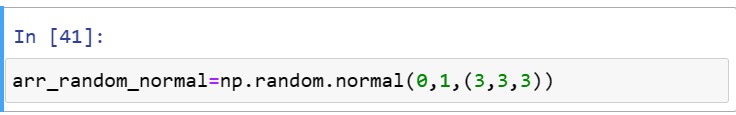 In [41]:
arr_random_normal=np.random.normal(0,1,(3,3,3))